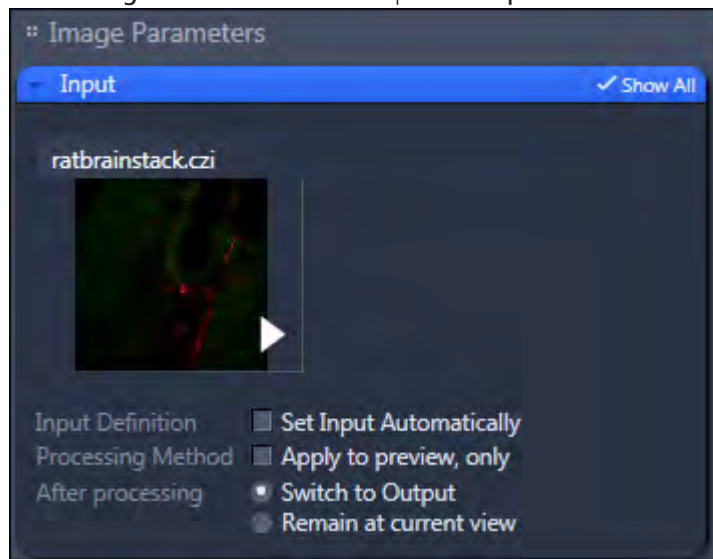 Image Parameters
Input Show All
ratbrainstack.czi
Input Definition Set Input Automatically
Processing Method Apply to preview, only
After processing Switch to Output
Remain at current view